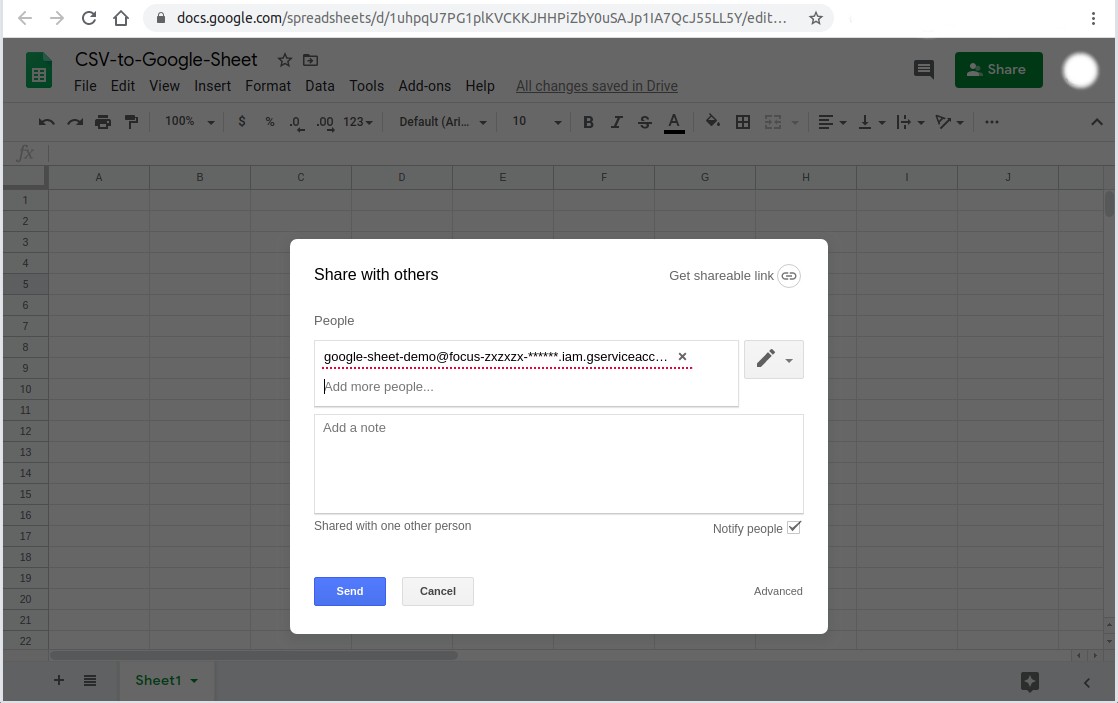 docs.google.com/spreadsheets/d/1uhpqU7PG1plKVCKKJHHPiZbY0uSAJp1IA7QcJ55LL5Y/edit...
CSV-to-Google-Sheet
File Edit View Insert Format Data Tools Add-ons Help All changes saved in Drive
Share
100% $ % .0 .00 123 Default (Ari... 10 B I S A
fx
A B C D E F G H I J
1
2
3
4
5
6
7
8
9
10
11
12
13
14
15
16
17
18
19
20
21
22
Share with others
Get shareable link
People
google-sheet-demo@focus-zxzxzx-******.iam.gserviceacc... ×
Add more people...
Add a note
Shared with one other person
Notify people
Send Cancel Advanced
Sheet1